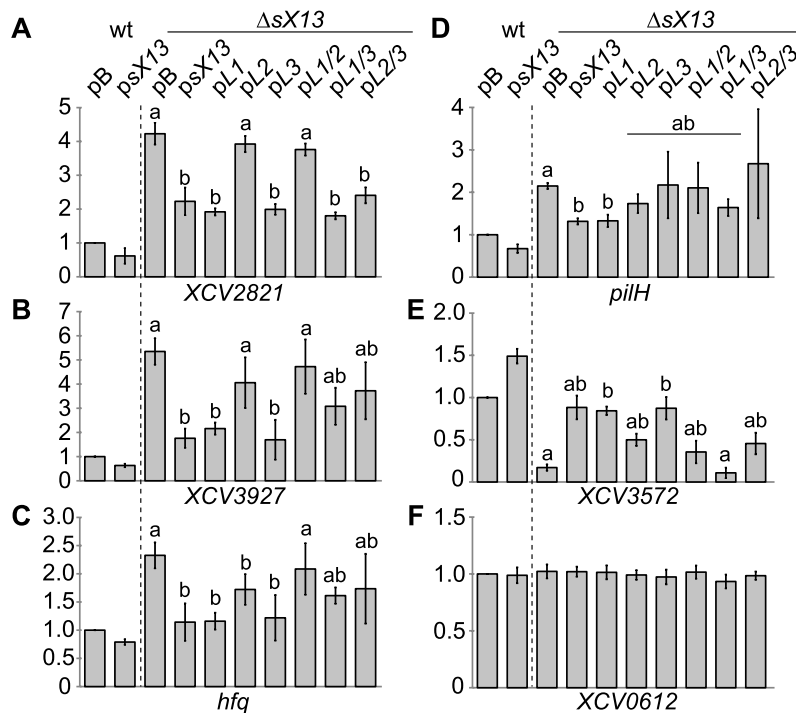 A
wt
ΔsX13
pB
psX13
pB
psX13
pL1
pL2
pL3
pL1/2
pL1/3
pL2/3
5
4
3
2
1
0
a
b
b
a
b
a
b
b
XCV2821
B
7
6
5
4
3
2
1
0
a
b
b
a
b
a
ab
ab
XCV3927
C
3.0
2.5
2.0
1.5
1.0
0.5
0
a
b
b
b
b
a
ab
ab
hfq
D
wt
ΔsX13
pB
psX13
pB
psX13
pL1
pL2
pL3
pL1/2
pL1/3
pL2/3
4
3
2
1
0
a
b
b
ab
pilH
E
2.0
1.5
1.0
0.5
0
a
ab
b
ab
b
ab
a
ab
XCV3572
F
1.5
1.0
0.5
0
XCV0612